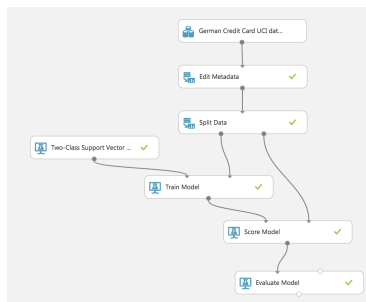 German Credit Card UCI dat...
Edit Metadata
Split Data
Two-Class Support Vector ...
Train Model
Score Model
Evaluate Model